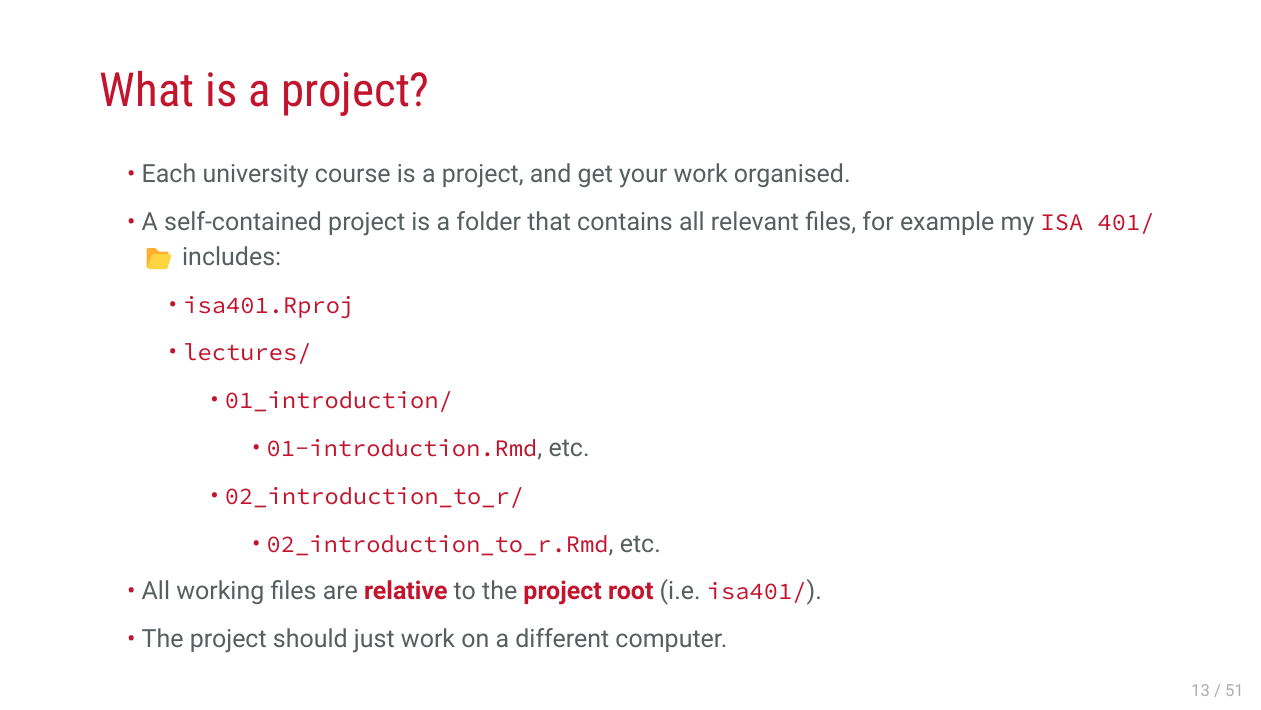 What is a project?
• Each university course is a project, and get your work organised.
• A self-contained project is a folder that contains all relevant files, for example my ISA 401/
includes:
• isa401.Rproj
• lectures/
• 01_introduction/
• 01-introduction.Rmd, etc.
• 02_introduction_to_r/
• 02_introduction_to_r.Rmd, etc.
• All working files are relative to the project root (i.e. isa401/).
• The project should just work on a different computer.
13 / 51